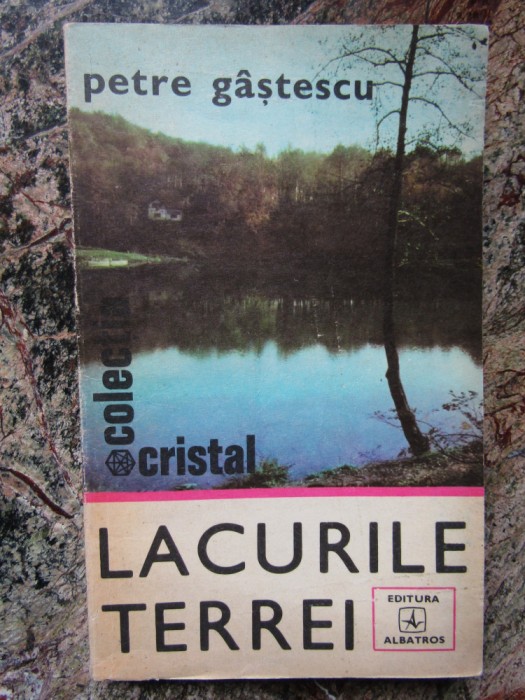 petre gâștescu
colecția
cristal
LACURILE
TERREI
EDITURA
ALBATROS